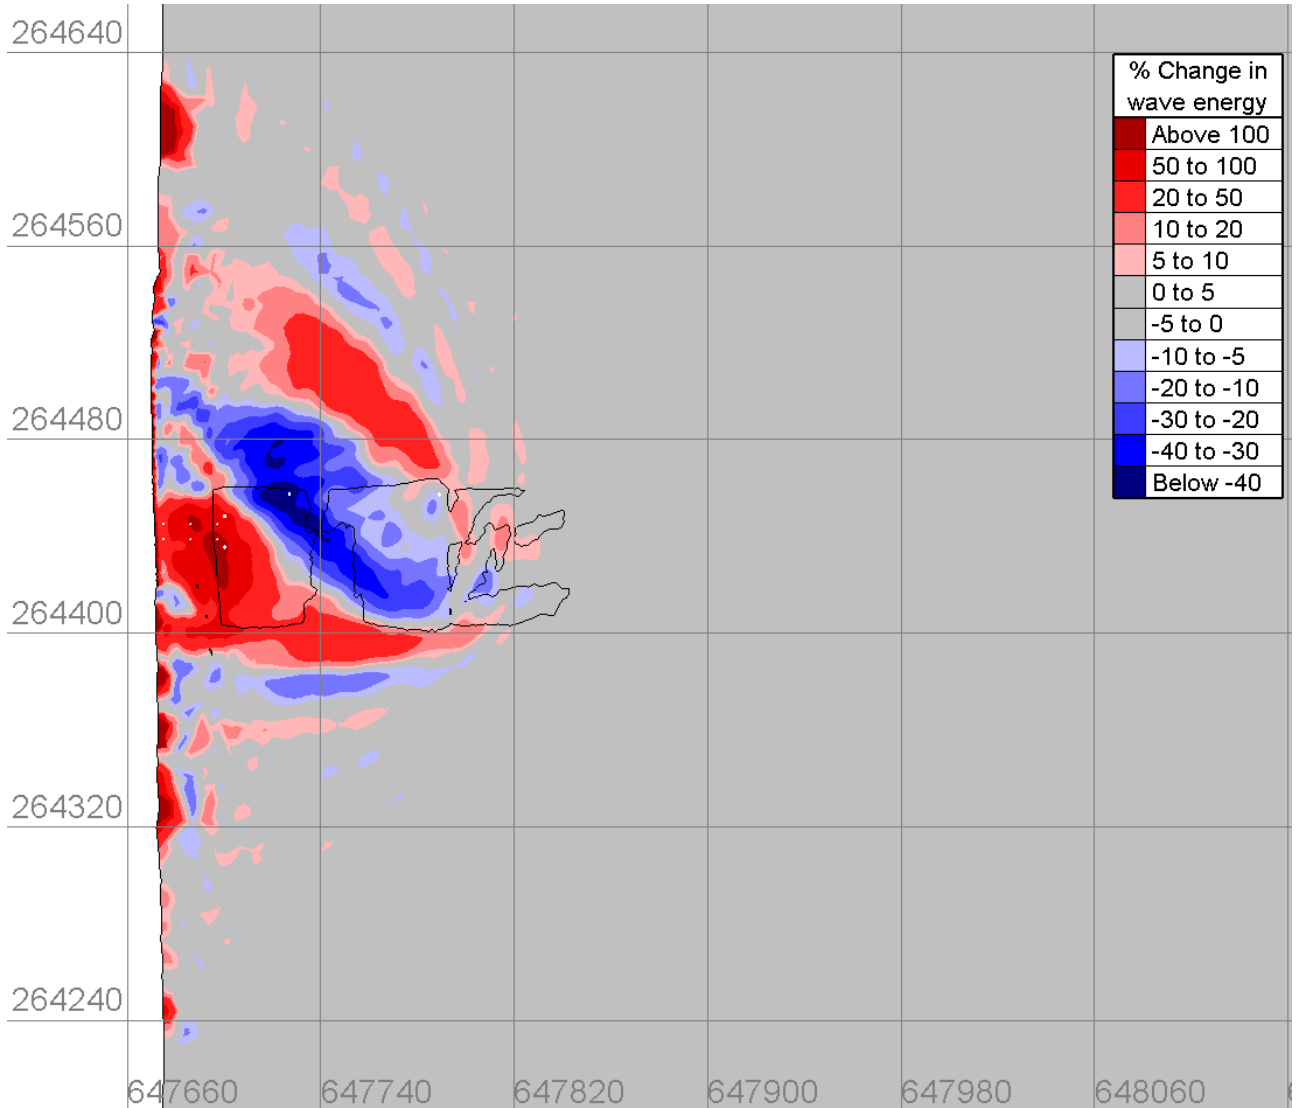 264640
% Change in
wave energy
Above 100
50 to 100
20 to 50
10 to 20
5 to 10
0 to 5
-5 to 0
-10 to -5
-20 to -10
-30 to -20
-40 to -30
Below -40
264560
264480
264400
264320
264240
647660
647740
647820
647900
647980
648060